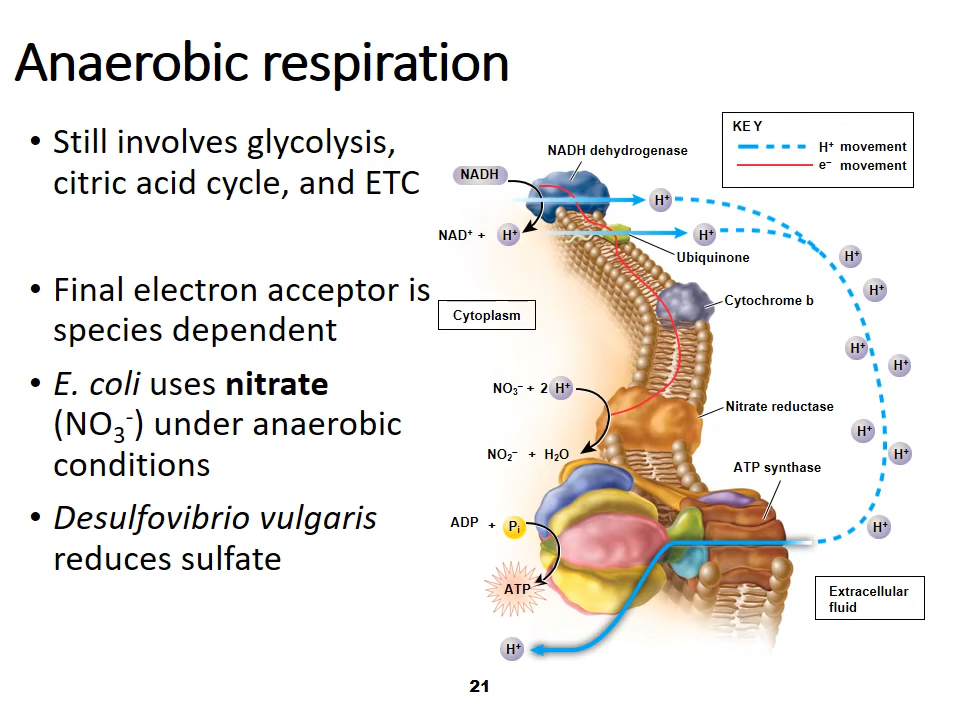 Anaerobic respiration
• Still involves glycolysis,
citric acid cycle, and ETC
• Final electron acceptor is
species dependent
• E. coli uses nitrate
(NO₃⁻) under anaerobic
conditions
• Desulfovibrio vulgaris
reduces sulfate
KEY
H⁺ movement
e⁻ movement
NADH dehydrogenase
NADH
H⁺
NAD⁺ + H⁺
H⁺
Ubiquinone
H⁺
H⁺
Cytoplasm
Cytochrome b
H⁺
H⁺
NO₃⁻ + 2 H⁺
Nitrate reductase
H⁺
NO₂⁻ + H₂O
H⁺
ATP synthase
ADP + Pᵢ
H⁺
ATP
Extracellular
fluid
H⁺
21